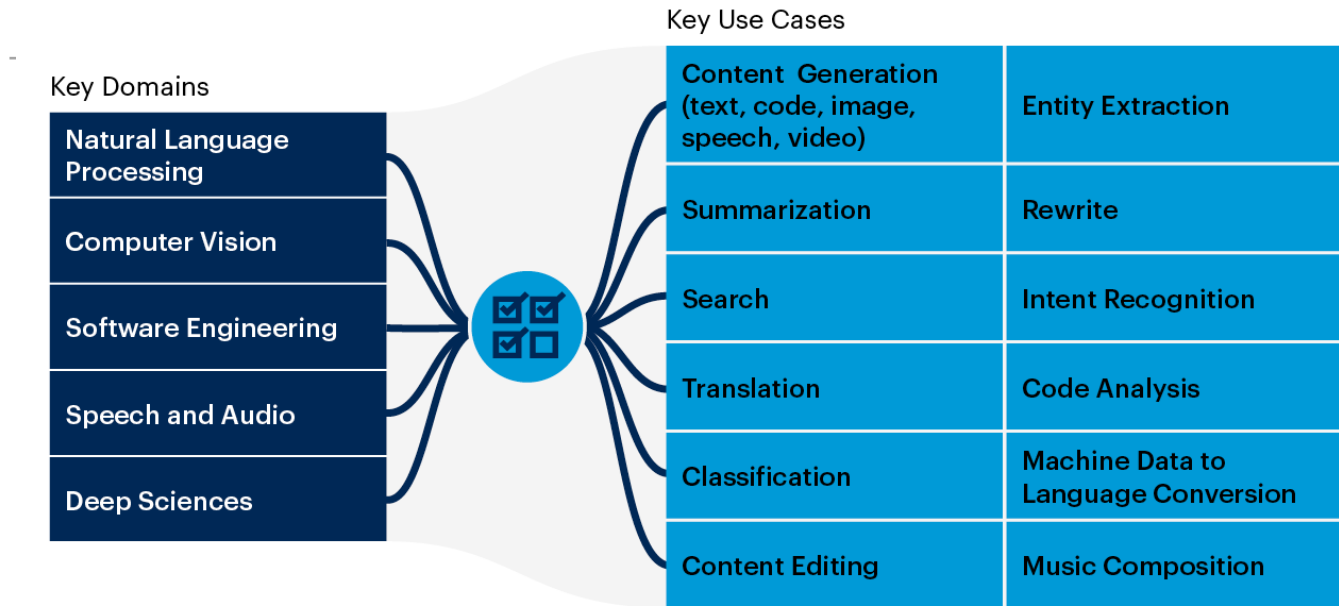 Key Use Cases
Key Domains
Natural Language
Processing
Computer Vision
Software Engineering
Speech and Audio
Deep Sciences
Content Generation
(text, code, image,
speech, video)
Entity Extraction
Summarization
Rewrite
Search
Intent Recognition
Translation
Code Analysis
Classification
Machine Data to
Language Conversion
Content Editing
Music Composition